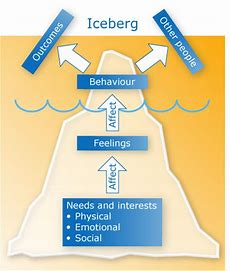 Iceberg
Outcomes
Other people
Behaviour
Affect
Feelings
Affect
Needs and interests
• Physical
• Emotional
• Social